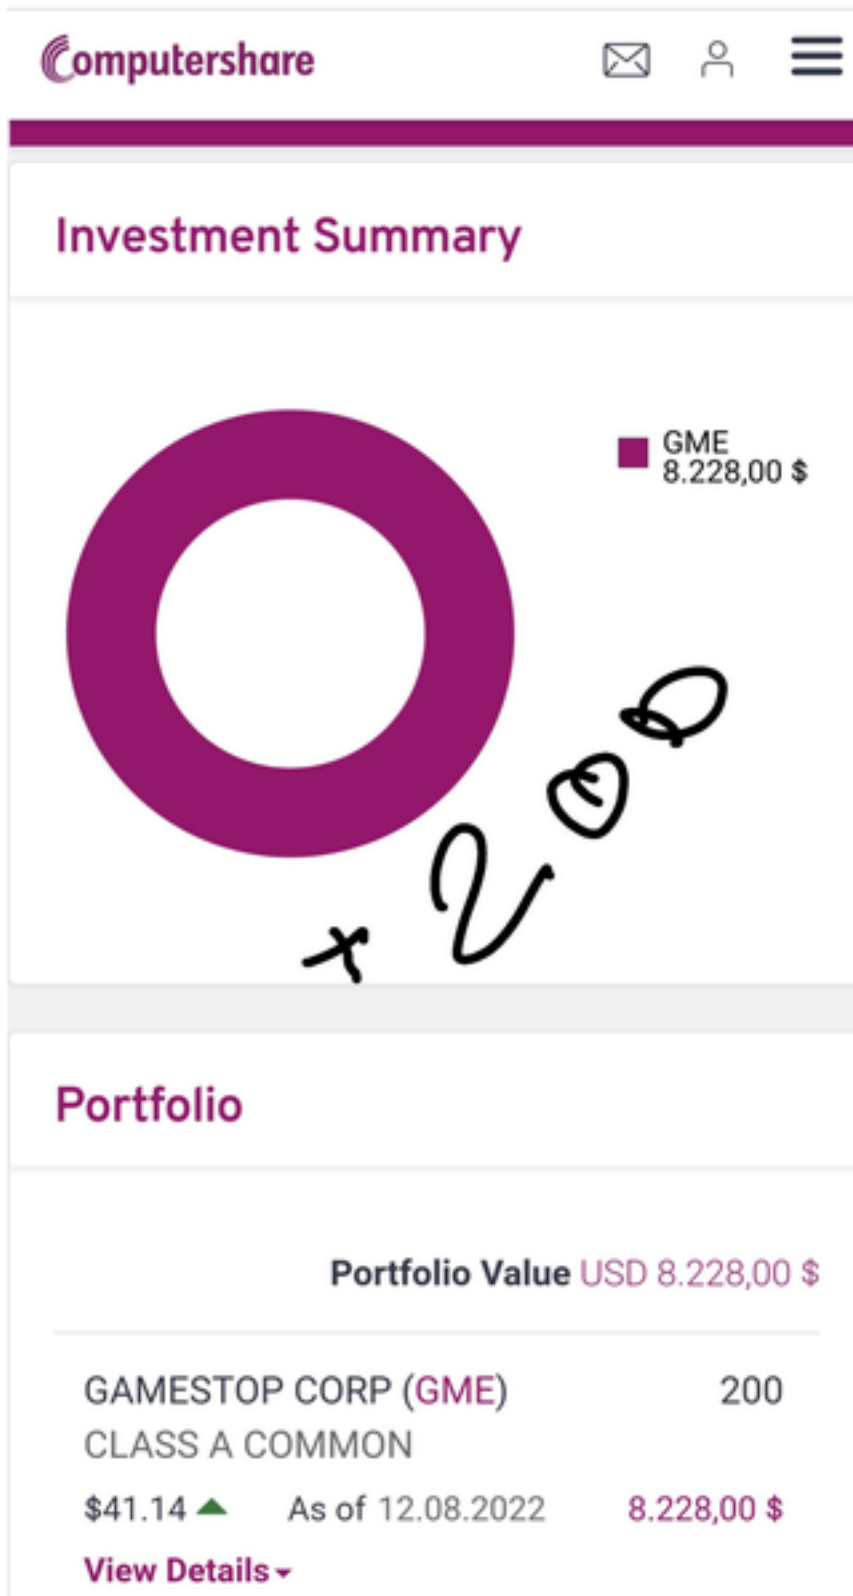 Computershare
Investment Summary
GME
8.228,00 $
x 200
Portfolio
Portfolio Value USD 8.228,00 $
GAMESTOP CORP (GME) 200
CLASS A COMMON
$41.14 As of 12.08.2022 8.228,00 $
View Details